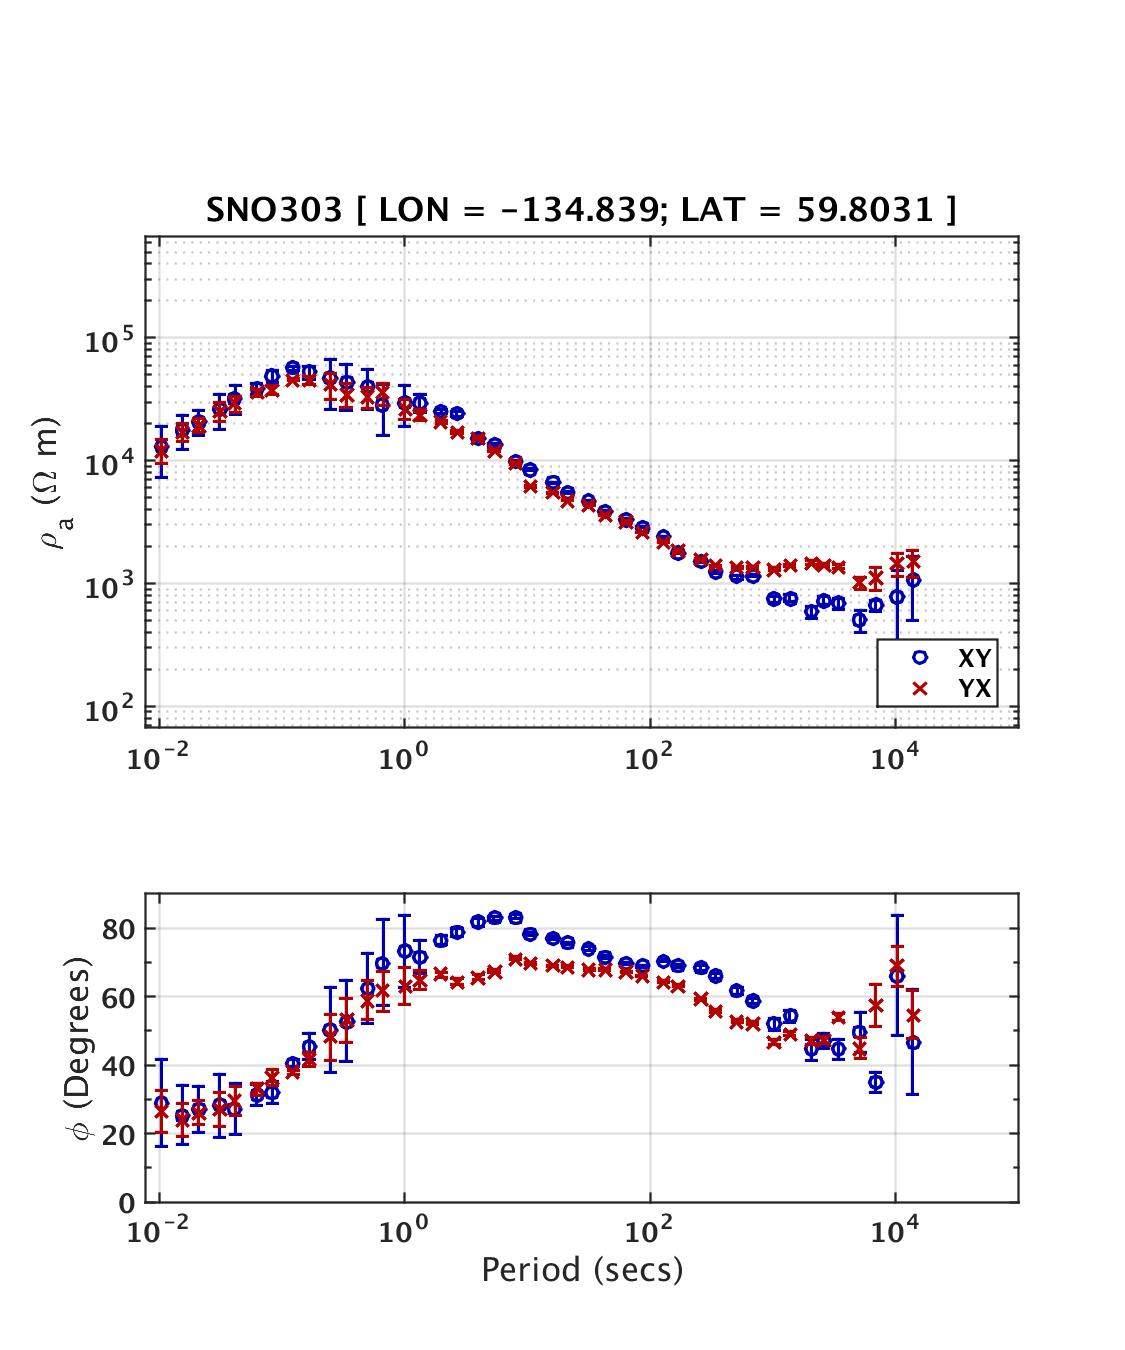 SNO303 [ LON = -134.839; LAT = 59.8031 ]
ρa (Ω m)
10^5
10^4
10^3
10^2
XY
YX
10^-2 10^0 10^2 10^4
ϕ (Degrees)
80
60
40
20
0
10^-2 10^0 10^2 10^4
Period (secs)